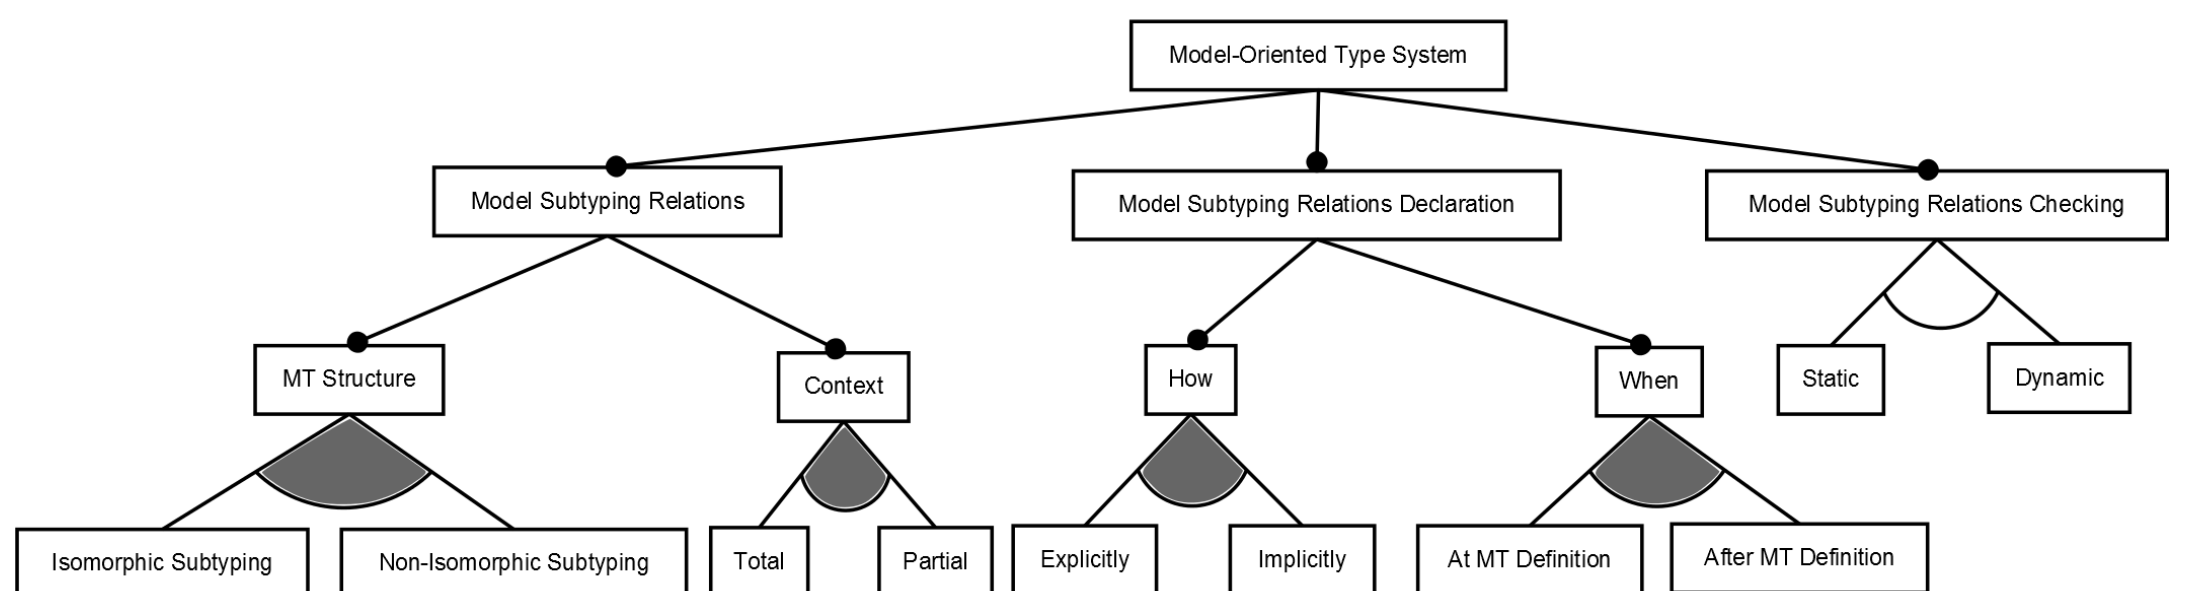 Model-Oriented Type System
Model Subtyping Relations
Model Subtyping Relations Declaration
Model Subtyping Relations Checking
MT Structure
Context
How
When
Static
Dynamic
Isomorphic Subtyping
Non-Isomorphic Subtyping
Total
Partial
Explicitly
Implicitly
At MT Definition
After MT Definition